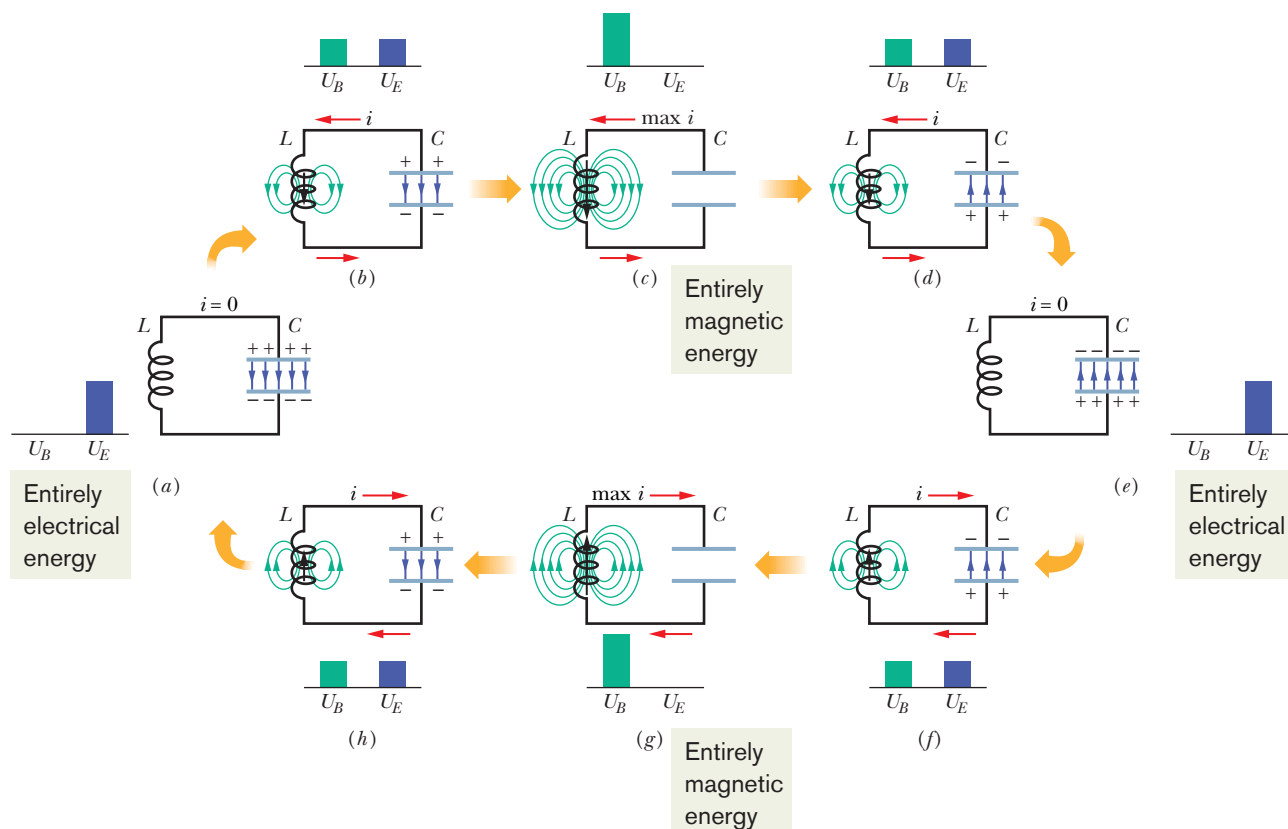 U_B U_E
U_B U_E
U_B U_E
i
L C
+ +
– –
(b)
max i
L C
(c)
Entirely
magnetic
energy
i
L C
– –
+ +
(d)
i = 0
L C
+ + + +
– – – –
U_B U_E
(a)
Entirely
electrical
energy
i = 0
L C
– – – –
+ + + +
U_B U_E
(e)
Entirely
electrical
energy
i
L C
+ +
– –
U_B U_E
(h)
max i
L C
U_B U_E
(g)
Entirely
magnetic
energy
i
L C
– –
+ +
U_B U_E
(f)